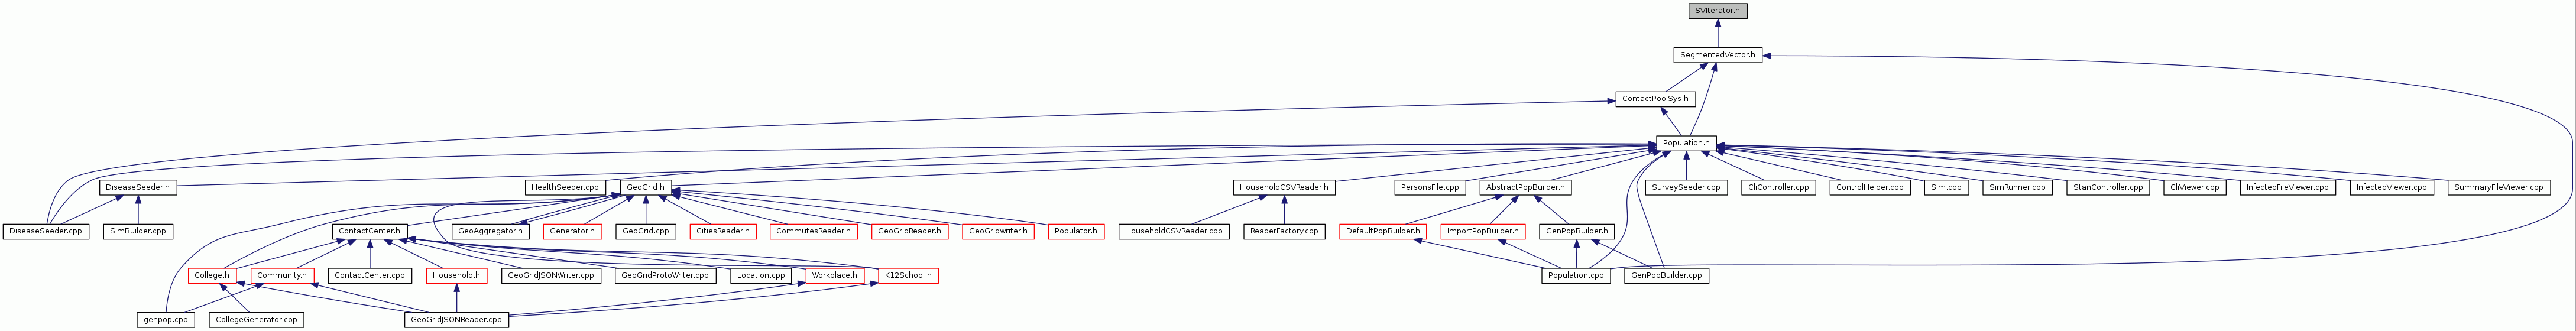 SVIterator.h
SegmentedVector.h
ContactPoolSys.h
Population.h
DiseaseSeeder.h
HealthSeeder.cpp
GeoGrid.h
HouseholdCSVReader.h
PersonsFile.cpp
AbstractPopBuilder.h
SurveySeeder.cpp
CliController.cpp
ControlHelper.cpp
Sim.cpp
SimRunner.cpp
StanController.cpp
CliViewer.cpp
InfectedFileViewer.cpp
InfectedViewer.cpp
SummaryFileViewer.cpp
DiseaseSeeder.cpp
SimBuilder.cpp
ContactCenter.h
GeoAggregator.h
Generator.h
GeoGrid.cpp
CitiesReader.h
CommutesReader.h
GeoGridReader.h
GeoGridWriter.h
Populator.h
HouseholdCSVReader.cpp
ReaderFactory.cpp
DefaultPopBuilder.h
ImportPopBuilder.h
GenPopBuilder.h
College.h
Community.h
ContactCenter.cpp
Household.h
GeoGridJSONWriter.cpp
GeoGridProtoWriter.cpp
Location.cpp
Workplace.h
K12School.h
Population.cpp
GenPopBuilder.cpp
genpop.cpp
CollegeGenerator.cpp
GeoGridJSONReader.cpp